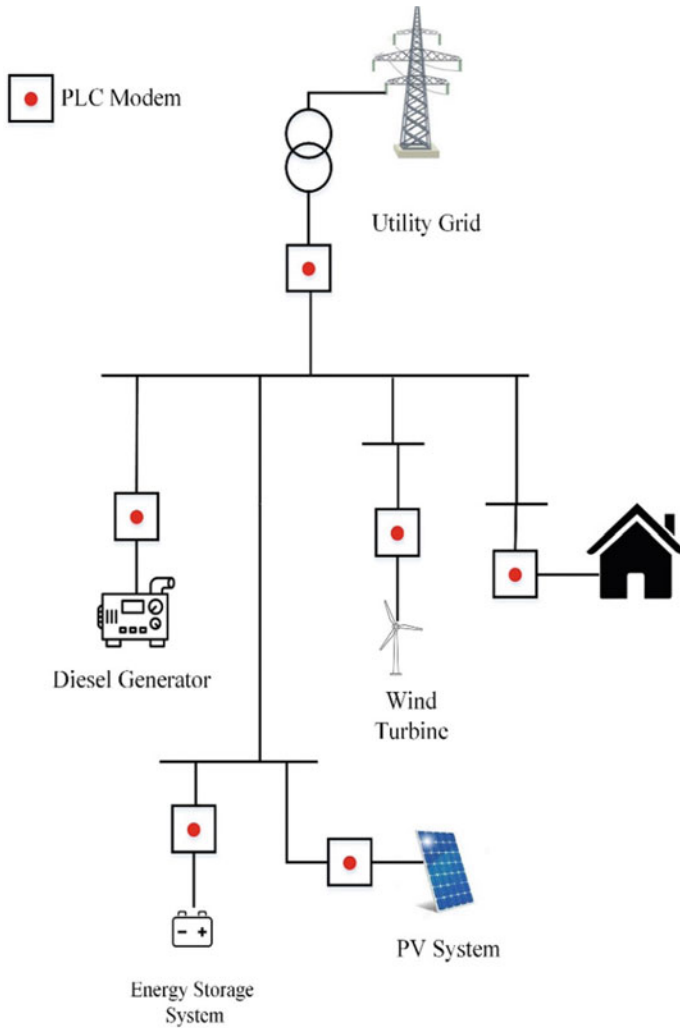 PLC Modem
Utility Grid
Diesel Generator
Wind
Turbine
PV System
Energy Storage
System